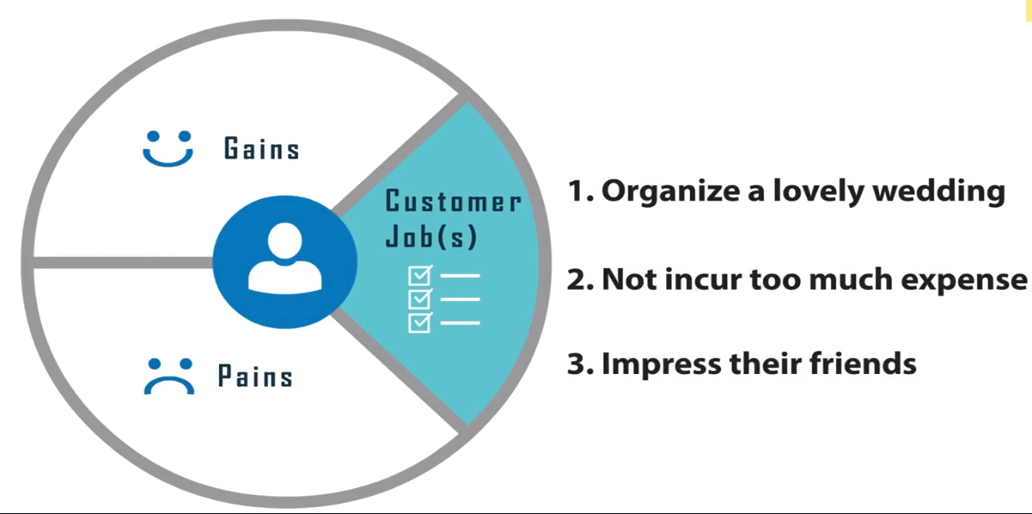 Gains
Customer
Job(s)
Pains
1. Organize a lovely wedding
2. Not incur too much expense
3. Impress their friends